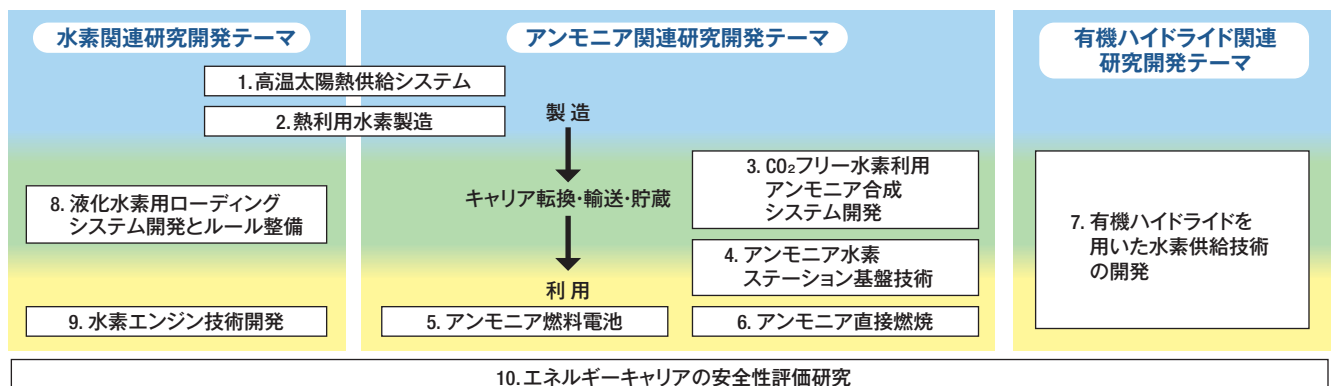 水素関連研究開発テーマ
アンモニア関連研究開発テーマ
有機ハイドライド関連
研究開発テーマ
1.高温太陽熱供給システム
2.熱利用水素製造
製 造
キャリア転換・輸送・貯蔵
利 用
3. CO₂フリー水素利用
アンモニア合成
システム開発
4. アンモニア水素
ステーション基盤技術
5. アンモニア燃料電池
6. アンモニア直接燃焼
7. 有機ハイドライドを
用いた水素供給技術
の開発
8. 液化水素用ローディング
システム開発とルール整備
9. 水素エンジン技術開発
10.エネルギーキャリアの安全性評価研究